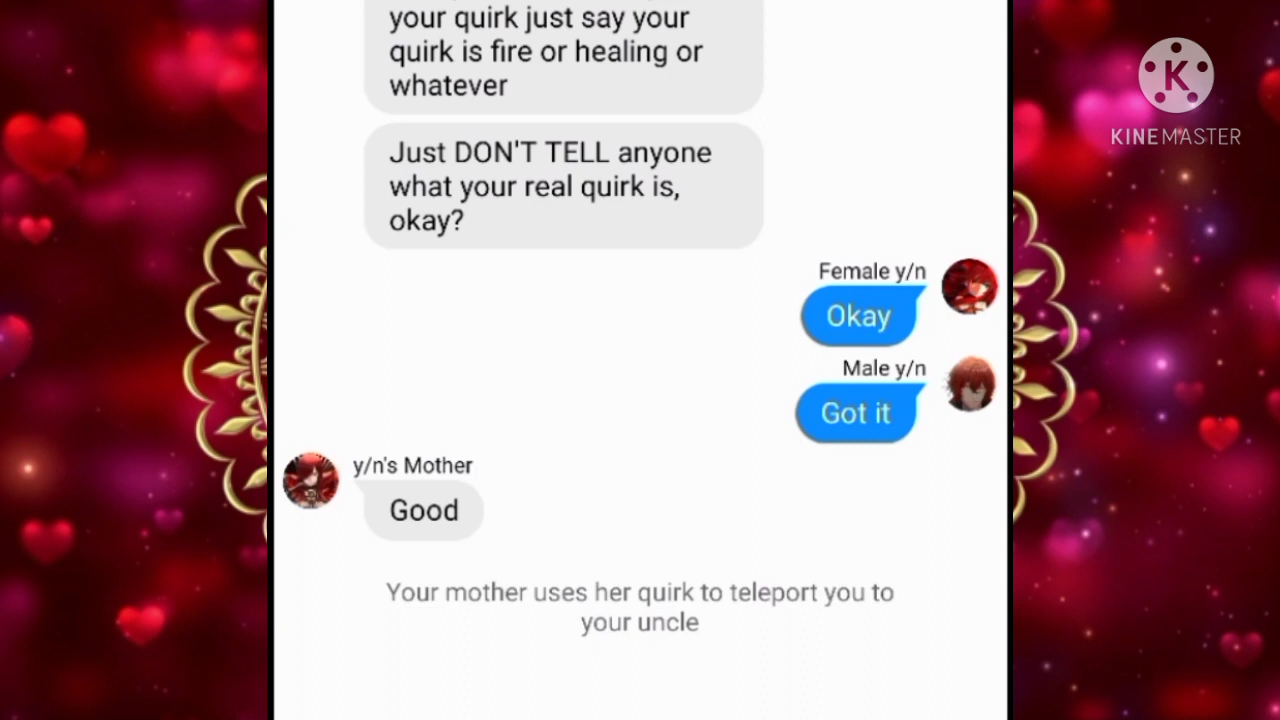 your quirk just say your
quirk is fire or healing or
whatever
Just DON'T TELL anyone
what your real quirk is,
okay?
Female y/n
Okay
Male y/n
Got it
y/n's Mother
Good
Your mother uses her quirk to teleport you to
your uncle
K
KINEMASTER